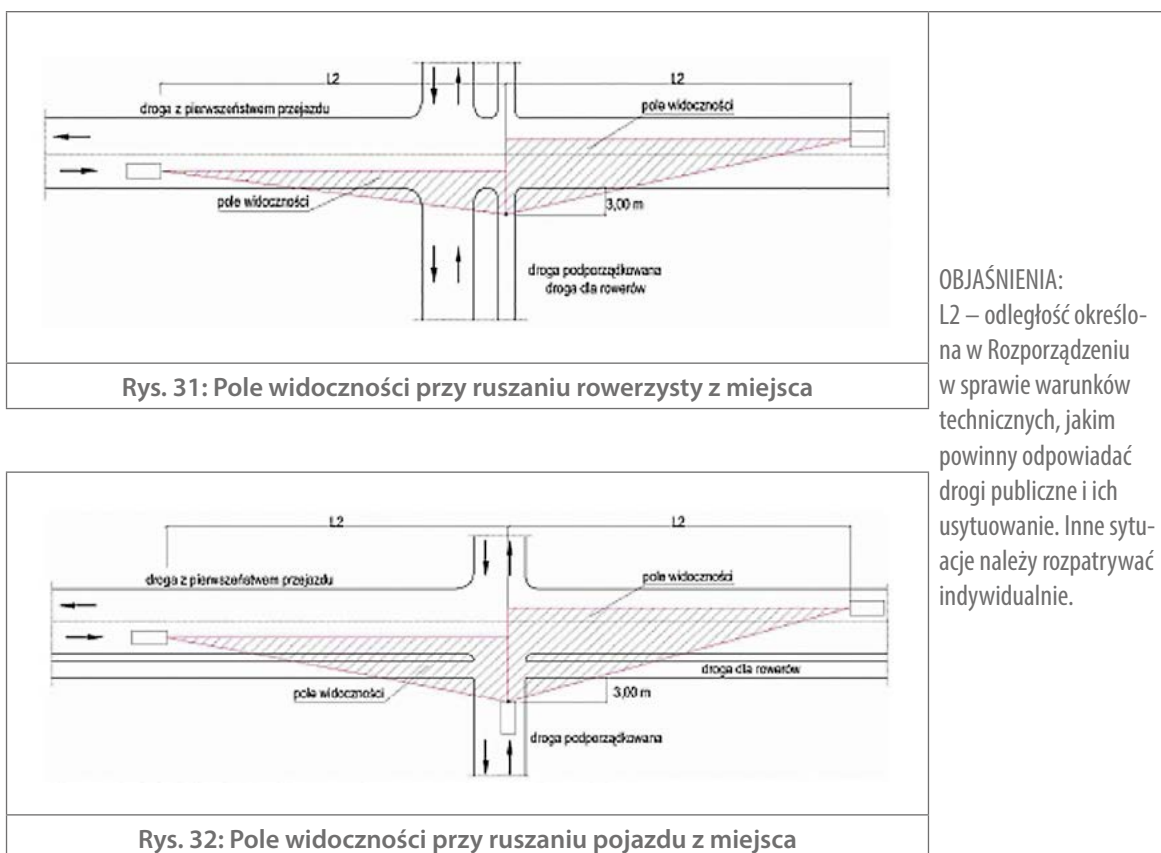 L2
L2
droga z pierwszeństwem przejazdu
pole widoczności
pole widoczności
3,00 m
droga podporządkowana
droga dla rowerów
Rys. 31: Pole widoczności przy ruszaniu rowerzysty z miejsca
L2
L2
droga z pierwszeństwem przejazdu
pole widoczności
droga dla rowerów
pole widoczności
3,00 m
droga podporządkowana
Rys. 32: Pole widoczności przy ruszaniu pojazdu z miejsca
OBJAŚNIENIA:
L2 – odległość określo-
na w Rozporządzeniu
w sprawie warunków
technicznych, jakim
powinny odpowiadać
drogi publiczne i ich
usytuowanie. Inne sytu-
acje należy rozpatrywać
indywidualnie.